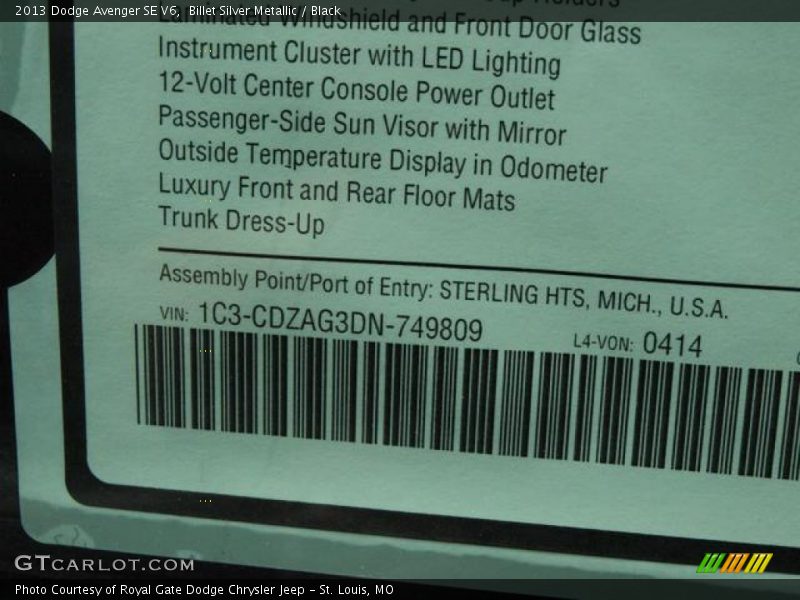 2013 Dodge Avenger SE V6, Billet Silver Metallic / Black
Laminated Windshield and Front Door Glass
Instrument Cluster with LED Lighting
12-Volt Center Console Power Outlet
Passenger-Side Sun Visor with Mirror
Outside Temperature Display in Odometer
Luxury Front and Rear Floor Mats
Trunk Dress-Up
Assembly Point/Port of Entry: STERLING HTS, MICH., U.S.A.
VIN: 1C3-CDZAG3DN-749809 L4-VON: 0414
GTCARLOT.COM
Photo Courtesy of Royal Gate Dodge Chrysler Jeep - St. Louis, MO